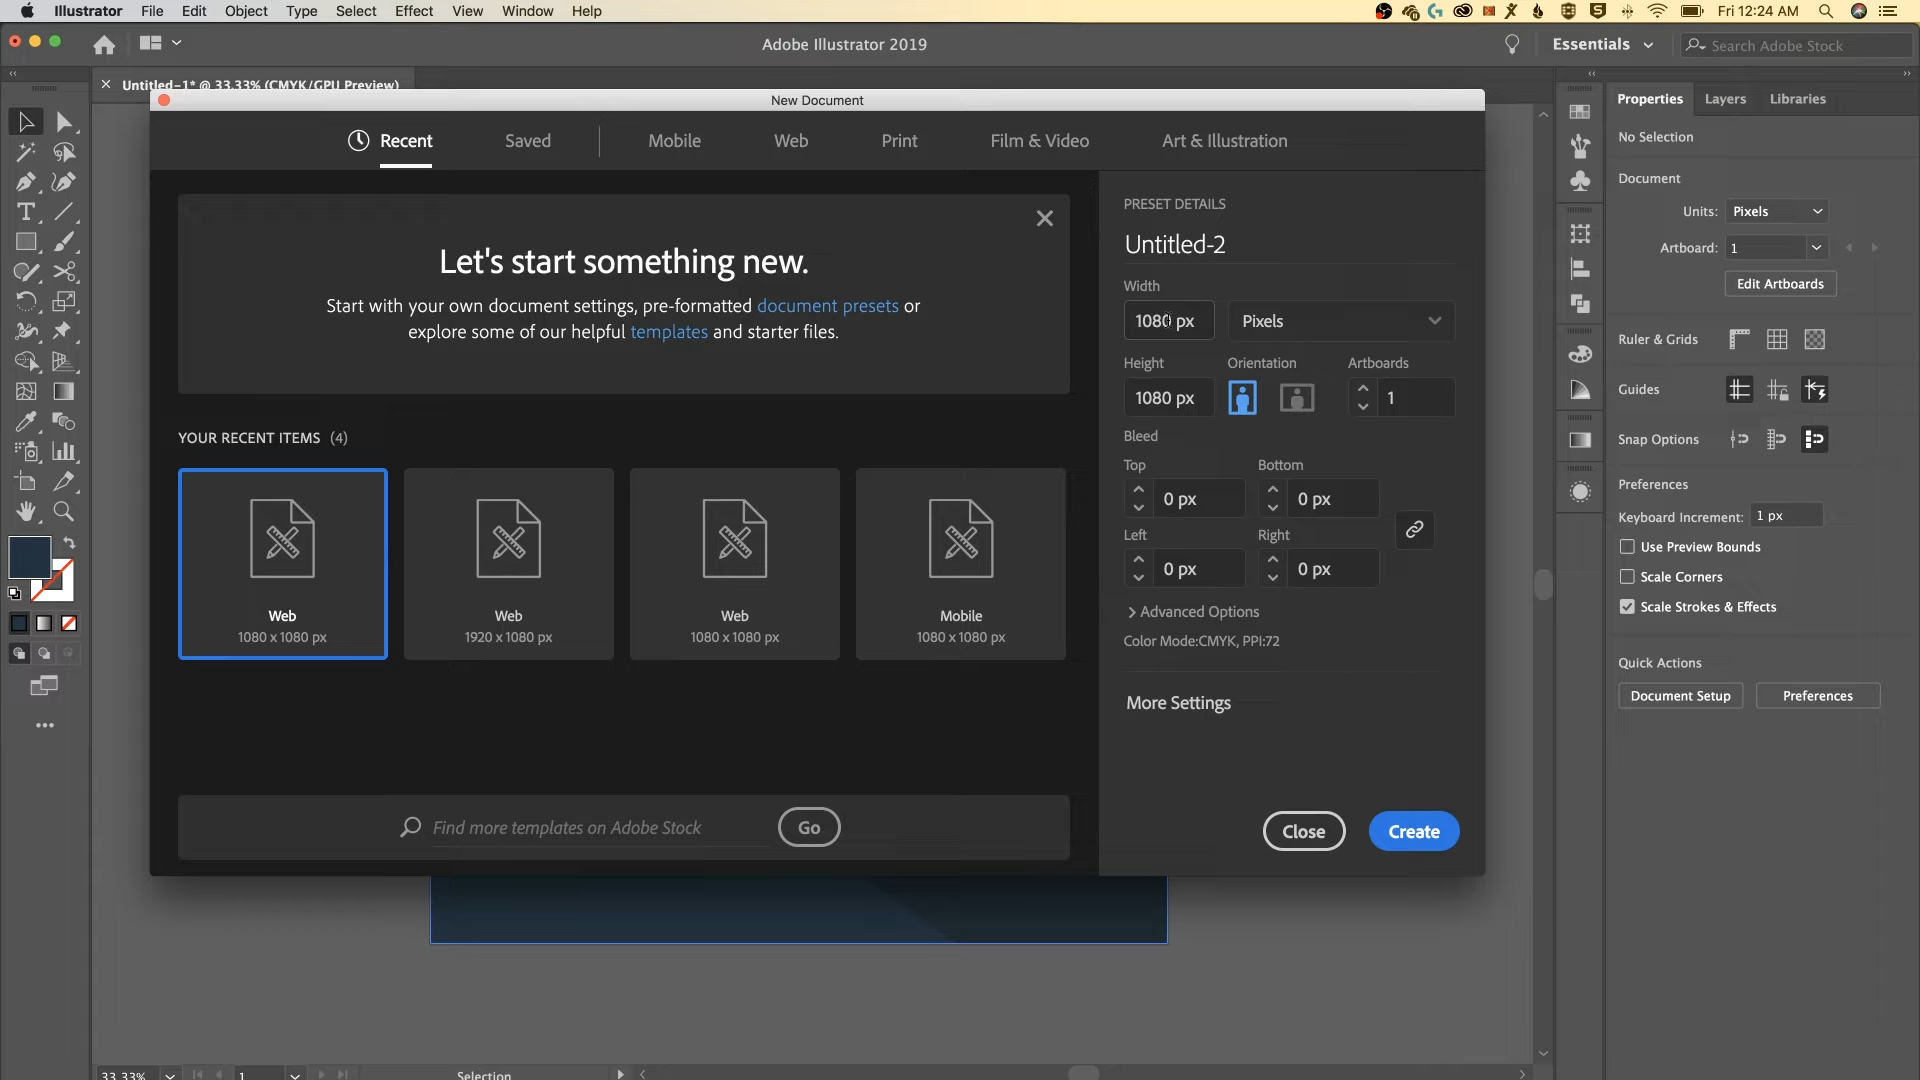 Illustrator File Edit Object Type Select Effect View Window Help
Fri 12:24 AM
Adobe Illustrator 2019
Essentials
Search Adobe Stock
Untitled-1* @ 33.33% (CMYK/GPU Preview)
New Document
Recent Saved Mobile Web Print Film & Video Art & Illustration
Let's start something new.
Start with your own document settings, pre-formatted document presets or
explore some of our helpful templates and starter files.
YOUR RECENT ITEMS (4)
Web
1080 x 1080 px
Web
1920 x 1080 px
Web
1080 x 1080 px
Mobile
1080 x 1080 px
Find more templates on Adobe Stock
Go
PRESET DETAILS
Untitled-2
Width
1080 px
Pixels
Height Orientation Artboards
1080 px
1
Bleed
Top Bottom
0 px 0 px
Left Right
0 px 0 px
Advanced Options
Color Mode:CMYK, PPI:72
More Settings
Close
Create
Properties Layers Libraries
No Selection
Document
Units: Pixels
Artboard: 1
Edit Artboards
Ruler & Grids
Guides
Snap Options
Preferences
Keyboard Increment: 1 px
Use Preview Bounds
Scale Corners
Scale Strokes & Effects
Quick Actions
Document Setup
Preferences
33.33%
1
Selection